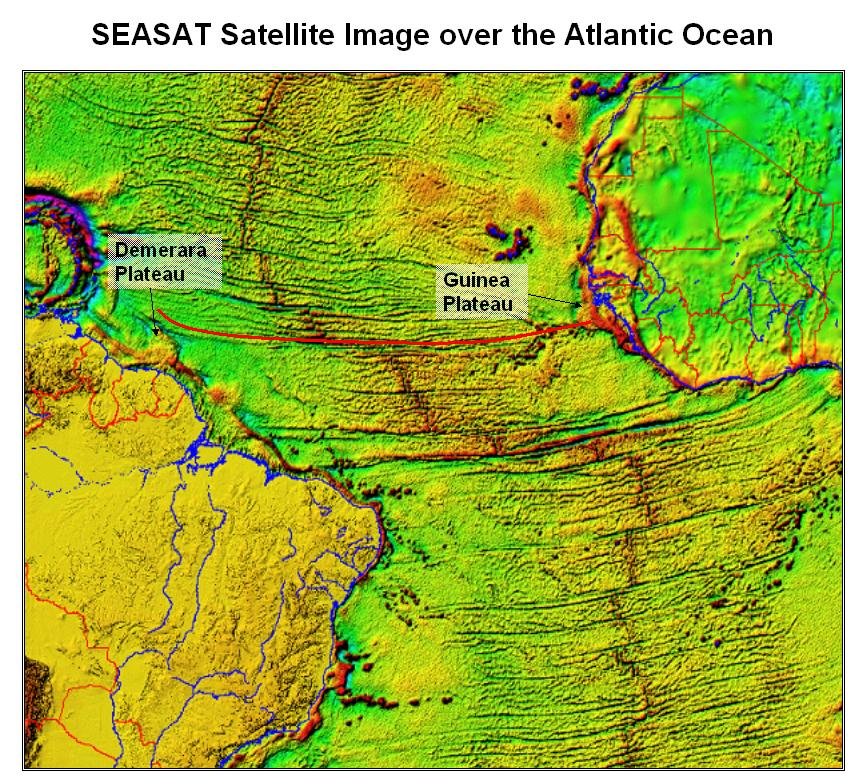 SEASAT Satellite Image over the Atlantic Ocean
Demerara
Plateau
Guinea
Plateau